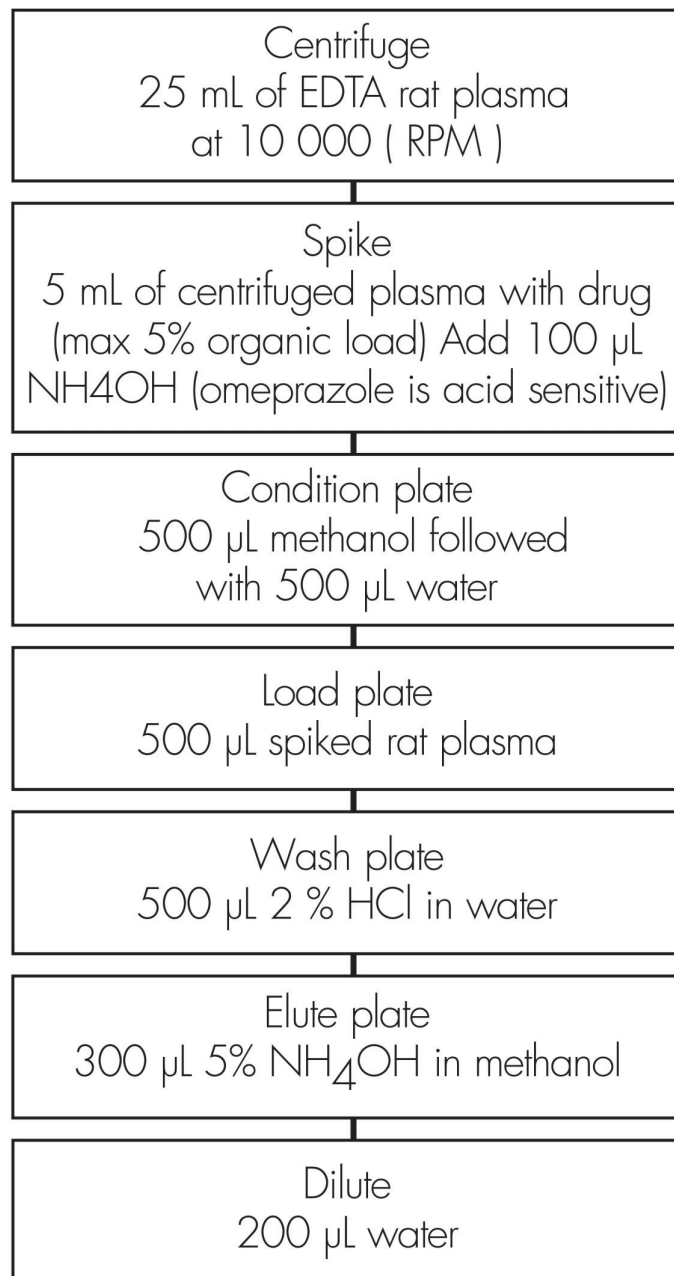 Centrifuge
25 mL of EDTA rat plasma
at 10 000 ( RPM )
Spike
5 mL of centrifuged plasma with drug
(max 5% organic load) Add 100 µL
NH4OH (omeprazole is acid sensitive)
Condition plate
500 µL methanol followed
with 500 µL water
Load plate
500 µL spiked rat plasma
Wash plate
500 µL 2 % HCl in water
Elute plate
300 µL 5% NH₄OH in methanol
Dilute
200 µL water